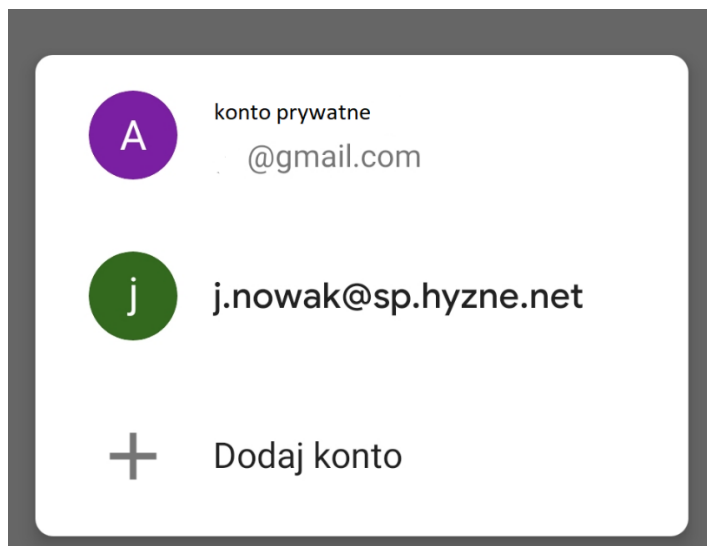 A
konto prywatne
@gmail.com
j
j.nowak@sp.hyzne.net
Dodaj konto